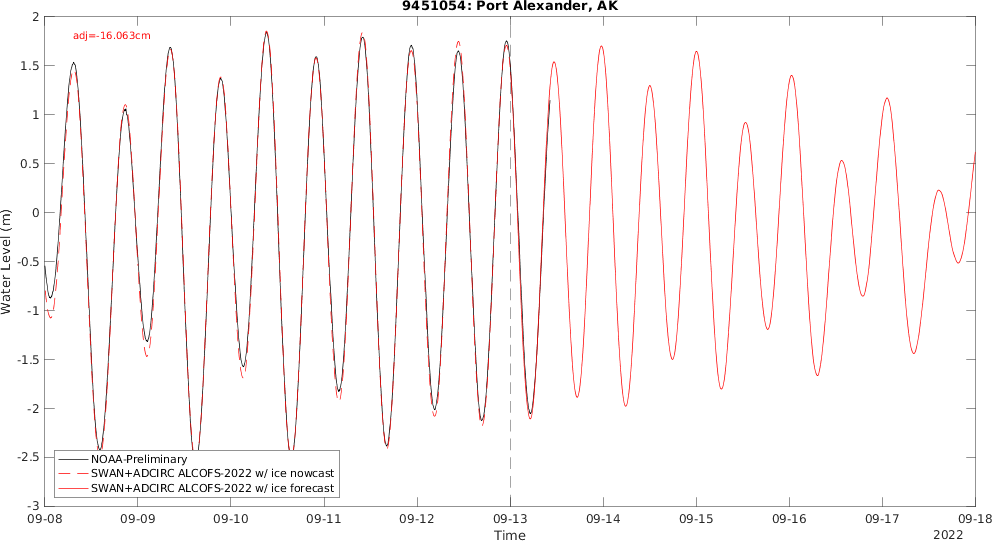 9451054: Port Alexander, AK
adj=-16.063cm
Water Level (m)
2
1.5
1
0.5
0
-0.5
-1
-1.5
-2
-2.5
-3
NOAA-Preliminary
SWAN+ADCIRC ALCOFS-2022 w/ ice nowcast
SWAN+ADCIRC ALCOFS-2022 w/ ice forecast
09-08 09-09 09-10 09-11 09-12 09-13 09-14 09-15 09-16 09-17 09-18
Time
2022